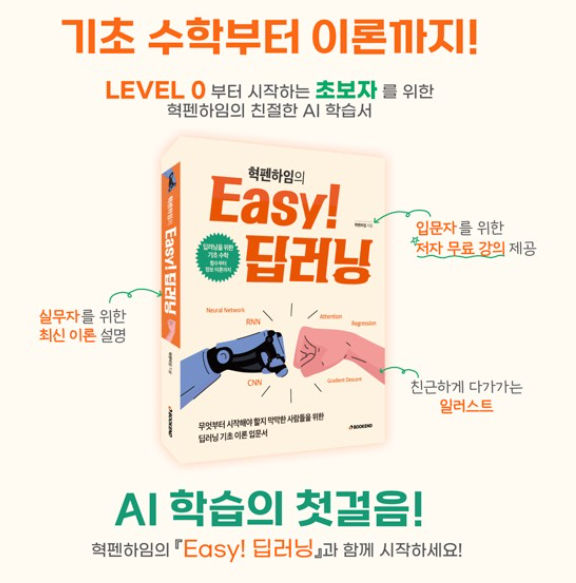 기초 수학부터 이론까지!
LEVEL 0 부터 시작하는 초보자 를 위한
혁펜하임의 친절한 AI 학습서
혁펜하임의
Easy!
딥러닝
혁펜하임 지음
딥러닝을 위한
기초 수학
함수부터
정보 이론까지
혁펜하임의 Easy! 딥러닝
혁펜하임 지음
BOOKEND
입문자를 위한
저자 무료 강의 제공
실무자를 위한
최신 이론 설명
Neural Network
RNN
Attention
Regression
CNN
Gradient Descent
친근하게 다가가는
일러스트
무엇부터 시작해야 할지 막막한 사람들을 위한
딥러닝 기초 이론 입문서
BOOKEND
AI 학습의 첫걸음!
혁펜하임의 『Easy! 딥러닝』과 함께 시작하세요!